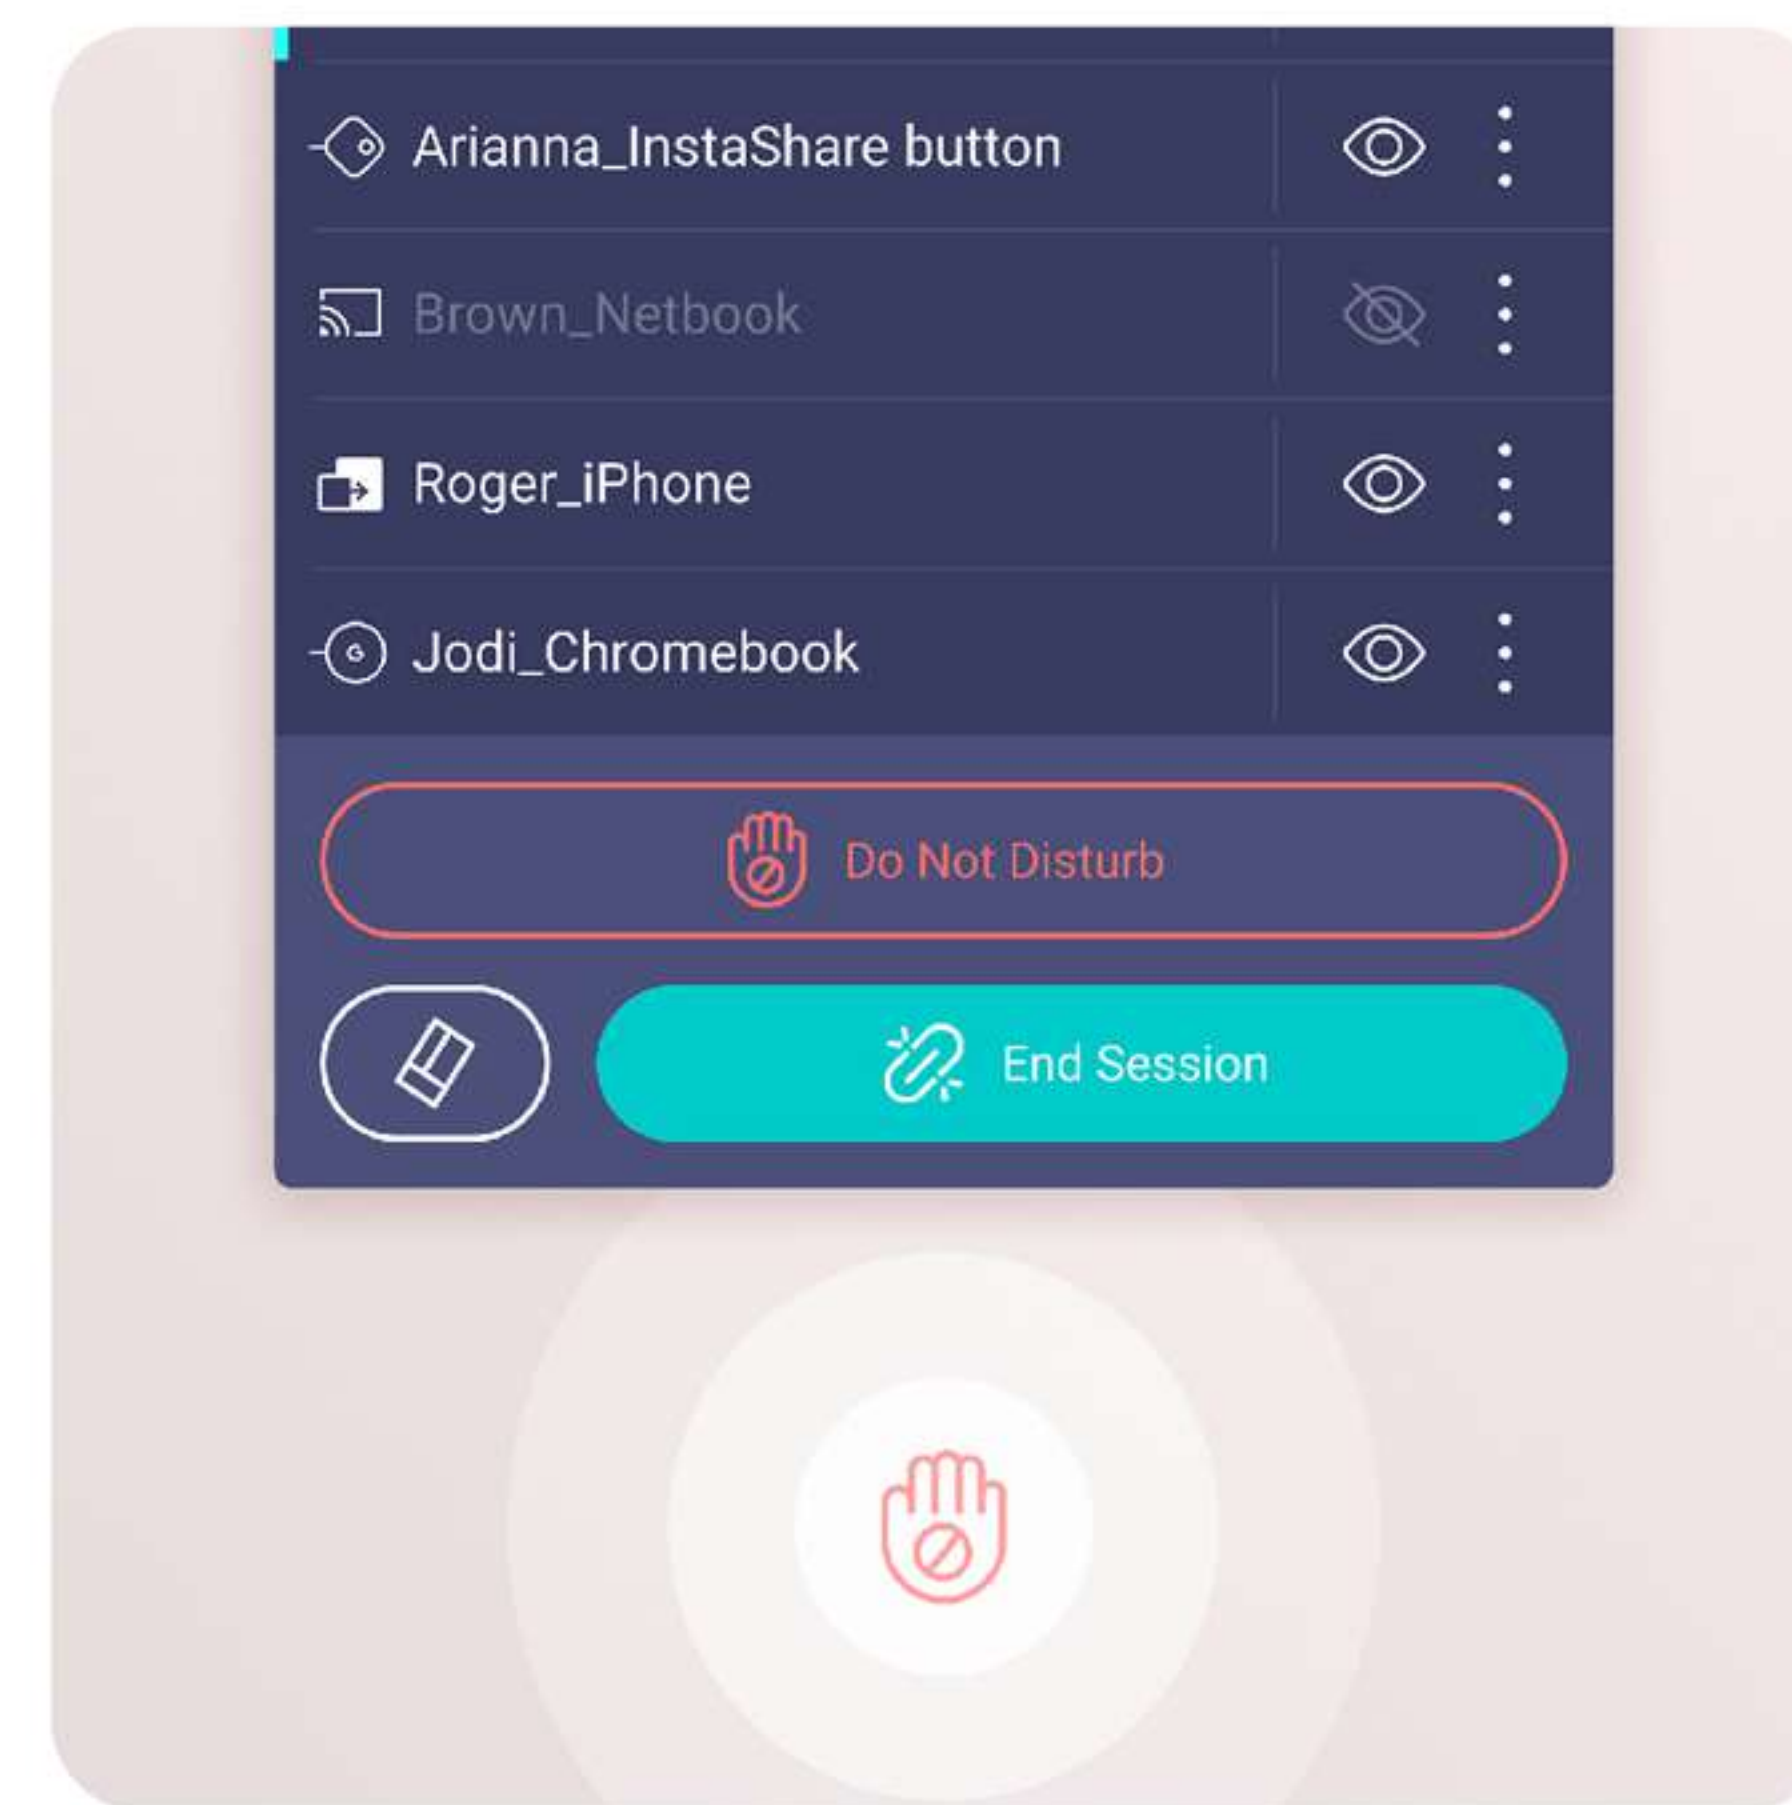 Arianna_InstaShare button
Brown_Netbook
Roger_iPhone
Jodi_Chromebook
Do Not Disturb
End Session